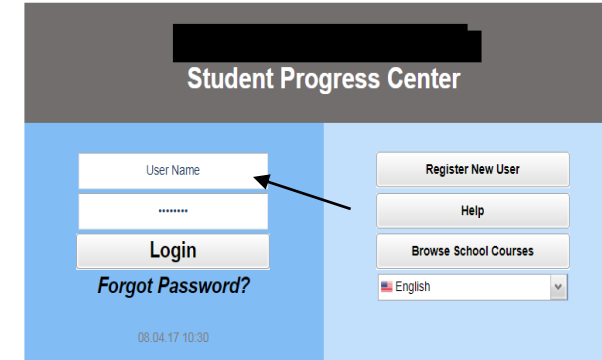 Student Progress Center
User Name
••••••••
Login
Forgot Password?
08.04.17 10:30
Register New User
Help
Browse School Courses
English